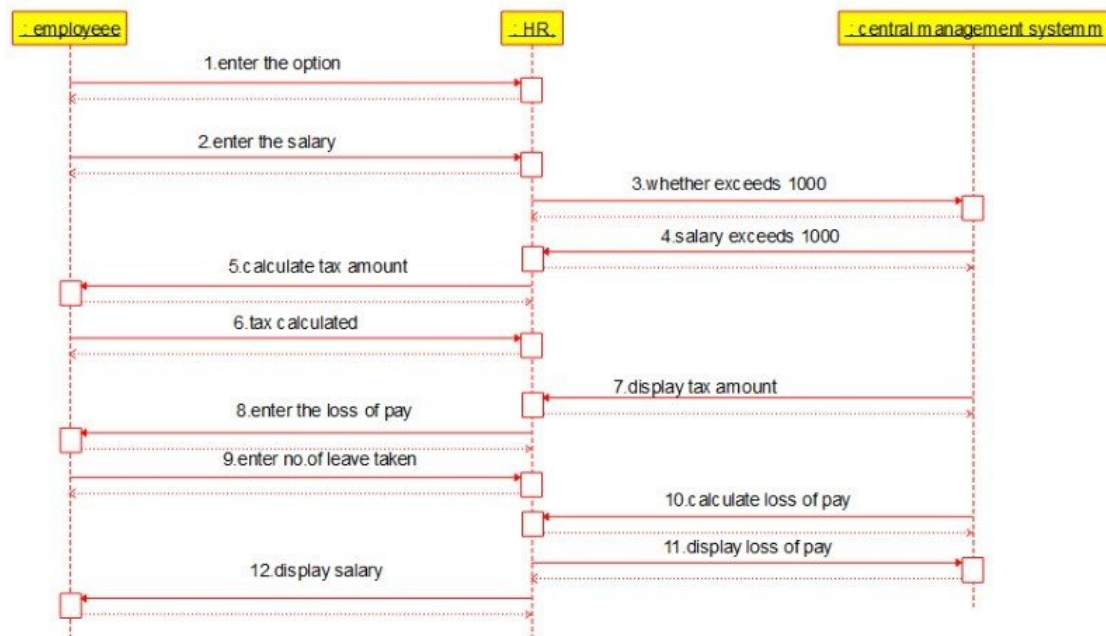 : employeee
: HR
: central management systemm
1.enter the option
2.enter the salary
3.whether exceeds 1000
4.salary exceeds 1000
5.calculate tax amount
6.tax calculated
7.display tax amount
8.enter the loss of pay
9.enter no.of leave taken
10.calculate loss of pay
11.display loss of pay
12.display salary